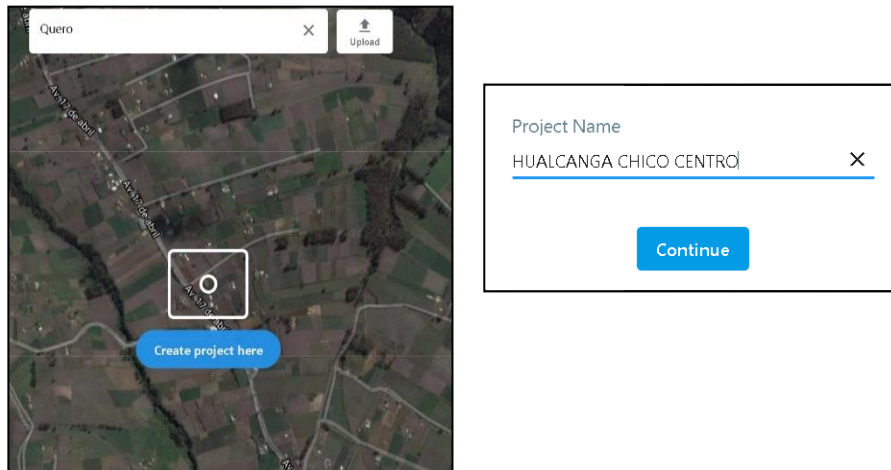 Quero
Upload
Av. 17 de abril
Av. 17 de abril
Av. 17 de abril
Create project here
Project Name
HUALCANGA CHICO CENTRO
Continue